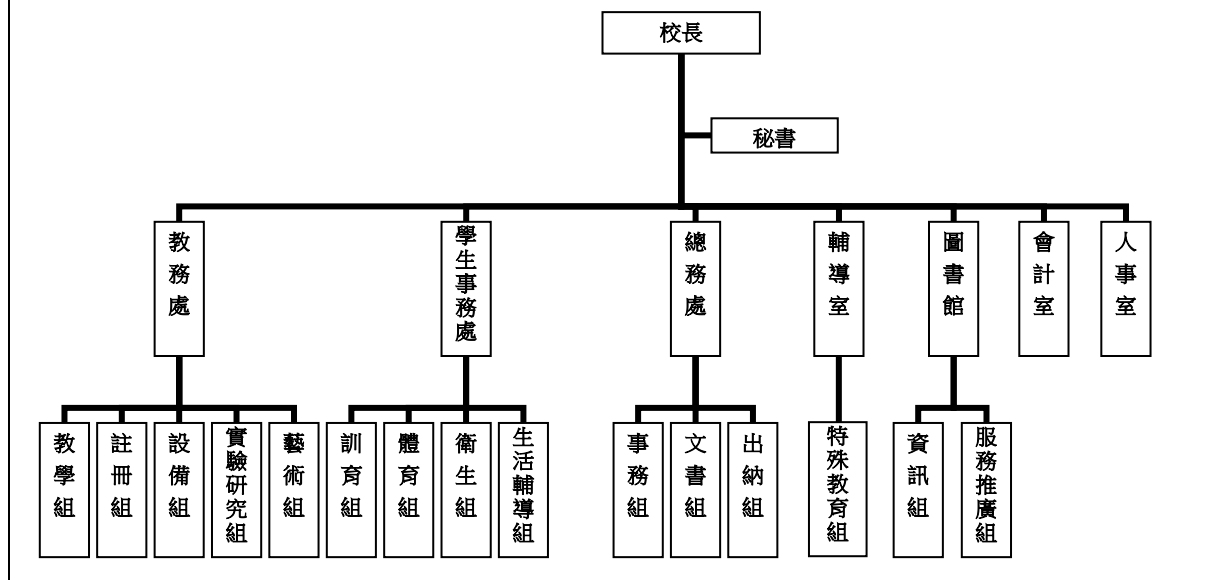 校長
秘書
教務處
學生事務處
總務處
輔導室
圖書館
會計室
人事室
教學組
註冊組
設備組
實驗研究組
藝術組
訓育組
體育組
衛生組
生活輔導組
事務組
文書組
出納組
特殊教育組
資訊組
服務推廣組